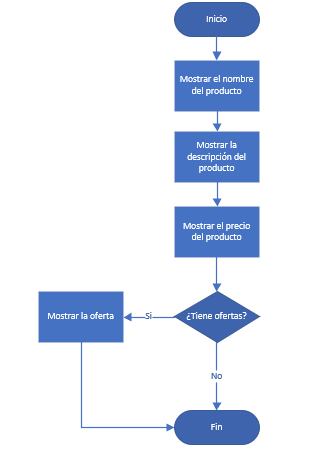 Inicio
Mostrar el nombre
del producto
Mostrar la
descripción del
producto
Mostrar el precio
del producto
¿Tiene ofertas?
Si
Mostrar la oferta
No
Fin